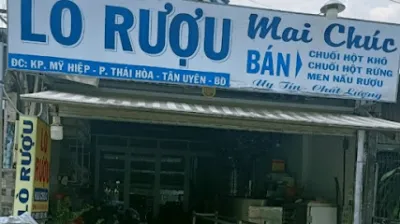 LÒ RƯỢU Mai Chúc
BÁN CHUỐI HỘT KHÔ
CHUỐI HỘT RỪNG
MEN NẤU RƯỢU
ĐC: KP. MỸ HIỆP - P. THÁI HÒA - TÂN UYÊN - BD
Uy Tín - Chất Lượng
LÒ RƯỢU